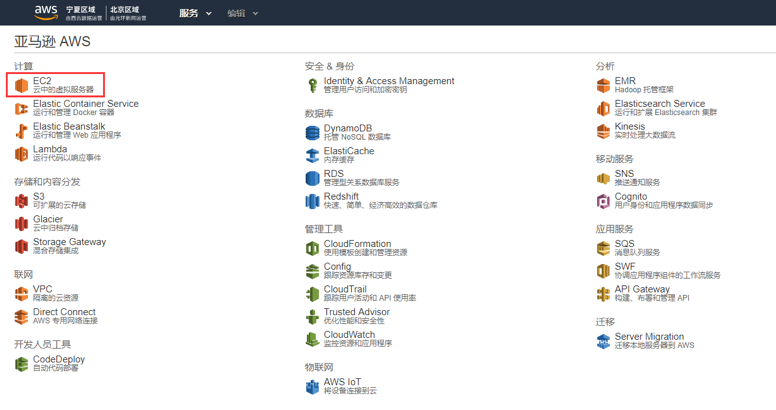 aws 宁夏区域 北京区域 服务 编辑
由西云数据运营 由光环新网运营
亚马逊 AWS
计算
EC2
云中的虚拟服务器
Elastic Container Service
运行和管理 Docker 容器
Elastic Beanstalk
运行和管理 Web 应用程序
Lambda
运行代码以响应事件
存储和内容分发
S3
可扩展的云存储
Glacier
云中归档存储
Storage Gateway
混合存储集成
联网
VPC
隔离的云资源
Direct Connect
AWS 专用网络连接
开发人员工具
CodeDeploy
自动代码部署
安全 & 身份
Identity & Access Management
管理用户访问和加密密钥
数据库
DynamoDB
托管 NoSQL 数据库
ElastiCache
内存缓存
RDS
管理型关系数据库服务
Redshift
快速、简单、经济高效的数据仓库
管理工具
CloudFormation
使用模板创建和管理资源
Config
跟踪资源库存和变更
CloudTrail
跟踪用户活动和 API 使用率
Trusted Advisor
优化性能和安全性
CloudWatch
监控资源和应用程序
物联网
AWS IoT
将设备连接到云
分析
EMR
Hadoop 托管框架
Elasticsearch Service
运行和扩展 Elasticsearch 集群
Kinesis
实时处理大数据流
移动服务
SNS
推送通知服务
Cognito
用户身份和应用程序数据同步
应用服务
SQS
消息队列服务
SWF
协调应用程序组件的工作流服务
API Gateway
构建、部署和管理 API
迁移
Server Migration
迁移本地服务器到 AWS